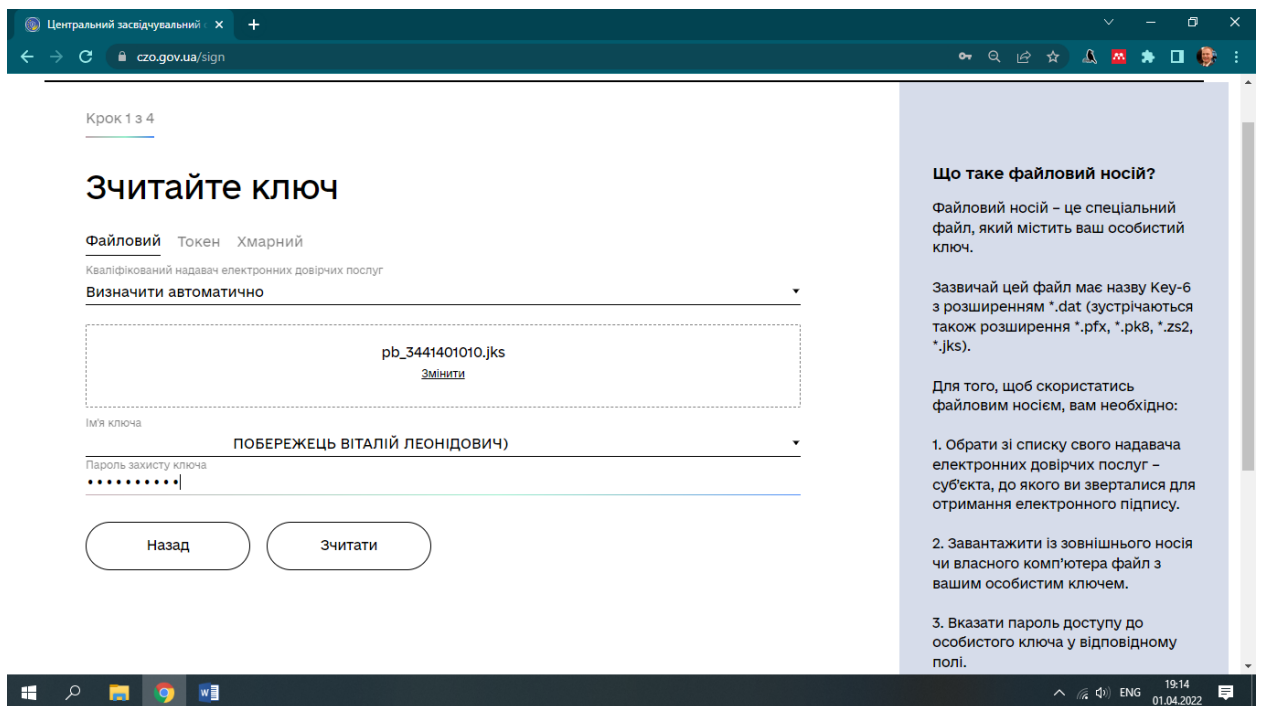 Центральний засвідчувальний
czo.gov.ua/sign
Крок 1 з 4
Зчитайте ключ
Файловий Токен Хмарний
Кваліфікований надавач електронних довірчих послуг
Визначити автоматично
pb_3441401010.jks
Змінити
Ім'я ключа
ПОБЕРЕЖЕЦЬ ВІТАЛІЙ ЛЕОНІДОВИЧ)
Пароль захисту ключа
••••••••••
Назад Зчитати
Що таке файловий носій?
Файловий носій – це спеціальний
файл, який містить ваш особистий
ключ.
Зазвичай цей файл має назву Key-6
з розширенням *.dat (зустрічаються
також розширення *.pfx, *.pk8, *.zs2,
*.jks).
Для того, щоб скористатись
файловим носієм, вам необхідно:
1. Обрати зі списку свого надавача
електронних довірчих послуг –
суб'єкта, до якого ви зверталися для
отримання електронного підпису.
2. Завантажити із зовнішнього носія
чи власного комп'ютера файл з
вашим особистим ключем.
3. Вказати пароль доступу до
особистого ключа у відповідному
полі.
ENG
19:14
01.04.2022